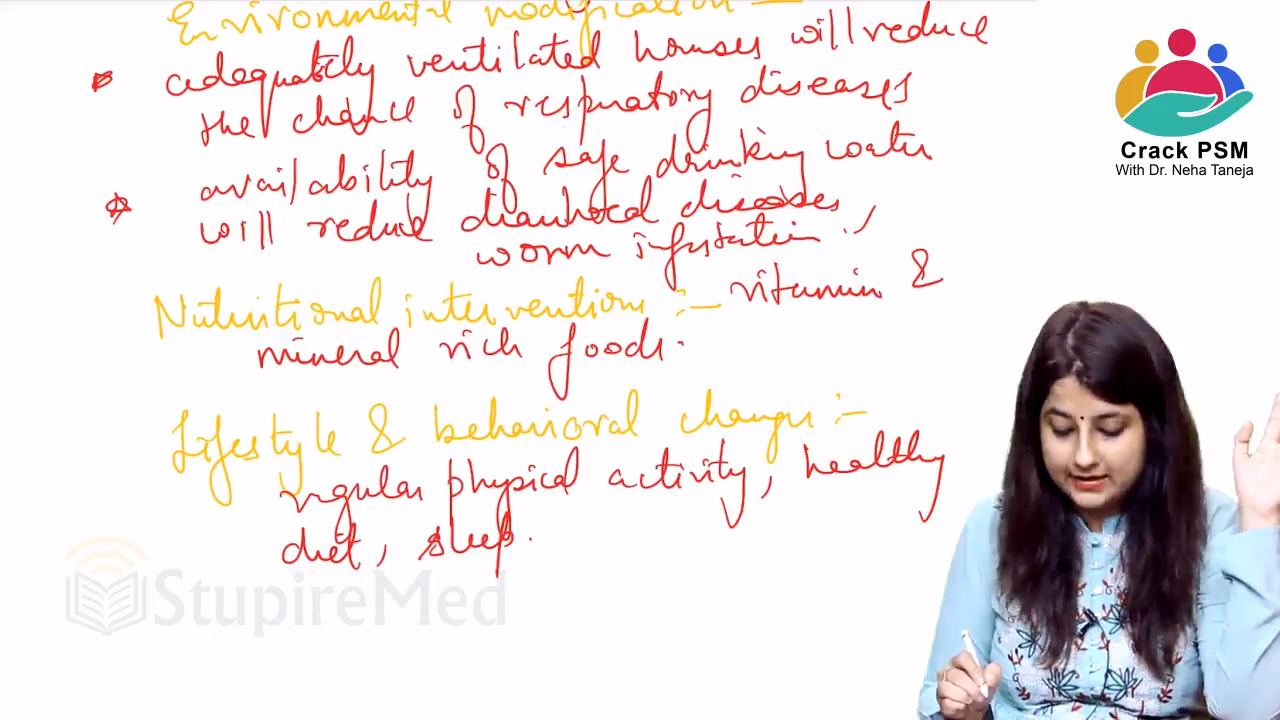 Environmental modification :-
adequately ventilated houses will reduce
the chance of respiratory diseases
availability of safe drinking water
will reduce diarrhoeal diseases,
worm infestation.
Nutritional interventions :- vitamin &
mineral rich foods.
Lifestyle & behavioral changes :-
regular physical activity, healthy
diet, sleep.
Crack PSM
With Dr. Neha Taneja
StupireMed